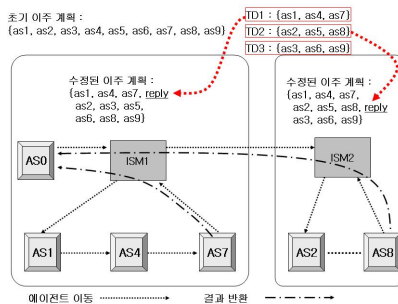 초기 이주 계획 :
{as1, as2, as3, as4, as5, as6, as7, as8, as9}
TD1 : {as1, as4, as7}
TD2 : {as2, as5, as8}
TD3 : {as3, as6, as9}
수정된 이주 계획 :
{as1, as4, as7, reply
as2, as3, as5,
as6, as8, as9}
수정된 이주 계획 :
{as1, as4, as7,
as2, as5, as8, reply
as3, as6, as9}
AS0
ISM1
ISM2
AS1
AS4
AS7
AS2
AS8
에이전트 이동
결과 반환